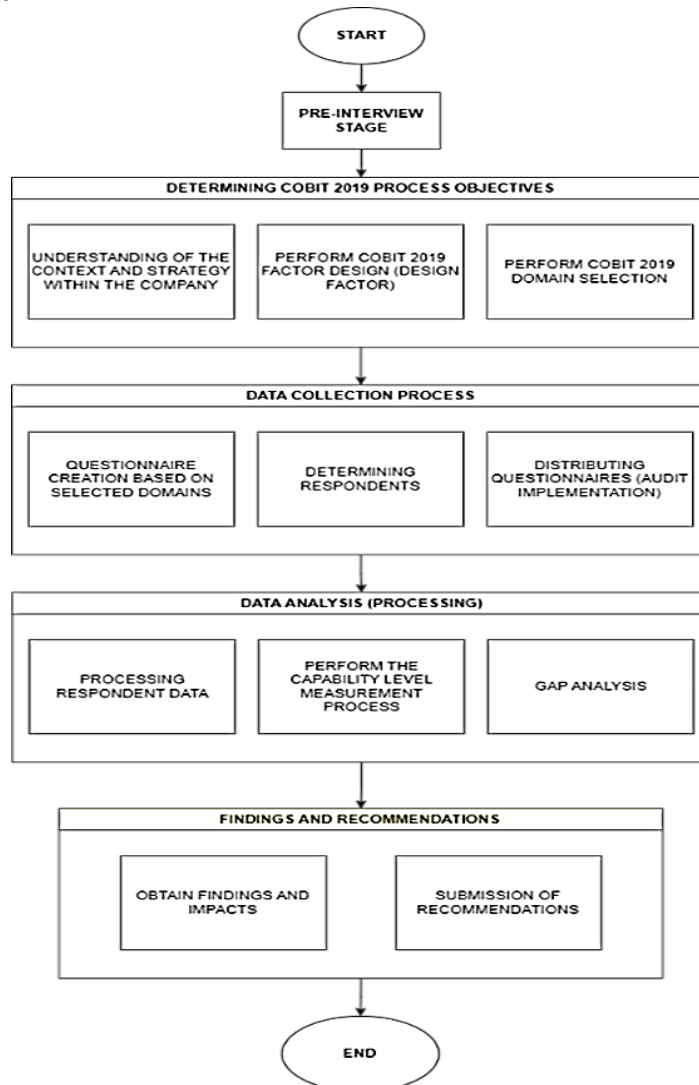 START
PRE-INTERVIEW
STAGE
DETERMINING COBIT 2019 PROCESS OBJECTIVES
UNDERSTANDING OF THE
CONTEXT AND STRATEGY
WITHIN THE COMPANY
PERFORM COBIT 2019
FACTOR DESIGN (DESIGN
FACTOR)
PERFORM COBIT 2019
DOMAIN SELECTION
DATA COLLECTION PROCESS
QUESTIONNAIRE
CREATION BASED ON
SELECTED DOMAINS
DETERMINING
RESPONDENTS
DISTRIBUTING
QUESTIONNAIRES (AUDIT
IMPLEMENTATION)
DATA ANALYSIS (PROCESSING)
PROCESSING
RESPONDENT DATA
PERFORM THE
CAPABILITY LEVEL
MEASUREMENT
PROCESS
GAP ANALYSIS
FINDINGS AND RECOMMENDATIONS
OBTAIN FINDINGS AND
IMPACTS
SUBMISSION OF
RECOMMENDATIONS
END